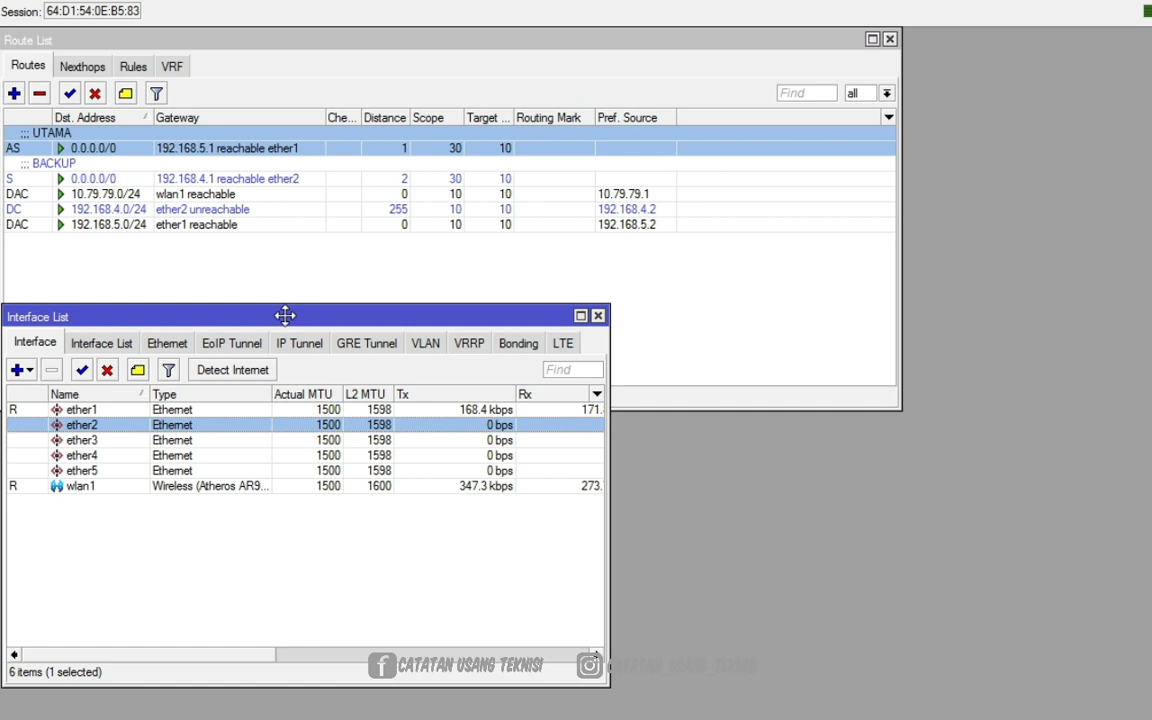 Session: 64:D1:54:0E:B5:83
Route List
Routes Nexthops Rules VRF
Find all
Dst. Address Gateway Che... Distance Scope Target ... Routing Mark Pref. Source
;;; UTAMA
AS 0.0.0.0/0 192.168.5.1 reachable ether1 1 30 10
;;; BACKUP
S 0.0.0.0/0 192.168.4.1 reachable ether2 2 30 10
DAC 10.79.79.0/24 wlan1 reachable 0 10 10 10.79.79.1
DC 192.168.4.0/24 ether2 unreachable 255 10 10 192.168.4.2
DAC 192.168.5.0/24 ether1 reachable 0 10 10 192.168.5.2
Interface List
Interface Interface List Ethernet EoIP Tunnel IP Tunnel GRE Tunnel VLAN VRRP Bonding LTE
Detect Internet Find
Name Type Actual MTU L2 MTU Tx Rx
R ether1 Ethernet 1500 1598 168.4 kbps 171.
ether2 Ethernet 1500 1598 0 bps
ether3 Ethernet 1500 1598 0 bps
ether4 Ethernet 1500 1598 0 bps
ether5 Ethernet 1500 1598 0 bps
R wlan1 Wireless (Atheros AR9... 1500 1600 347.3 kbps 273.
CATATAN USANG TEKNISI
6 items (1 selected)